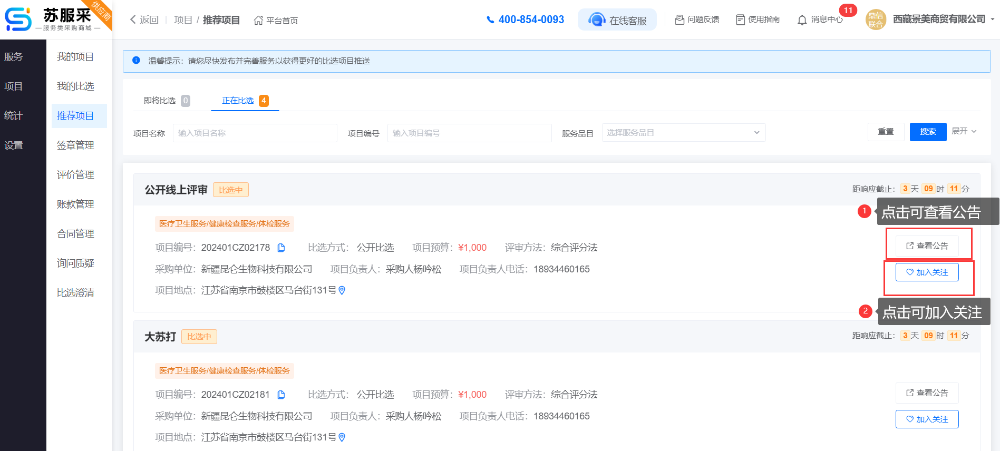 苏服采
服务类采购商城
供应商
返回 | 项目 / 推荐项目 平台首页
400-854-0093 在线客服 问题反馈 使用指南 消息中心 11 鼎信联合 西藏景美商贸有限公司
服务
项目
统计
设置
我的项目
我的比选
推荐项目
签章管理
评价管理
账款管理
合同管理
询问质疑
比选澄清
温馨提示：请您尽快发布并完善服务以获得更好的比选项目推送
即将比选 0 正在比选 4
项目名称 输入项目名称 项目编号 输入项目编号 服务品目 选择服务品目 重置 搜索 展开
公开线上评审 比选中 距响应截止： 3 天 09 时 11 分
1 点击可查看公告
医疗卫生服务/健康检查服务/体检服务
项目编号：202401CZ02178 比选方式： 公开比选 项目预算：¥1,000 评审方法：综合评分法
查看公告
采购单位：新疆昆仑生物科技有限公司 项目负责人：采购人杨吟松 项目负责人电话：18934460165
加入关注
项目地点：江苏省南京市鼓楼区马台街131号
2 点击可加入关注
大苏打 比选中 距响应截止： 3 天 09 时 11 分
医疗卫生服务/健康检查服务/体检服务
项目编号：202401CZ02181 比选方式： 公开比选 项目预算：¥1,000 评审方法：综合评分法
查看公告
采购单位：新疆昆仑生物科技有限公司 项目负责人：采购人杨吟松 项目负责人电话：18934460165
加入关注
项目地点：江苏省南京市鼓楼区马台街131号